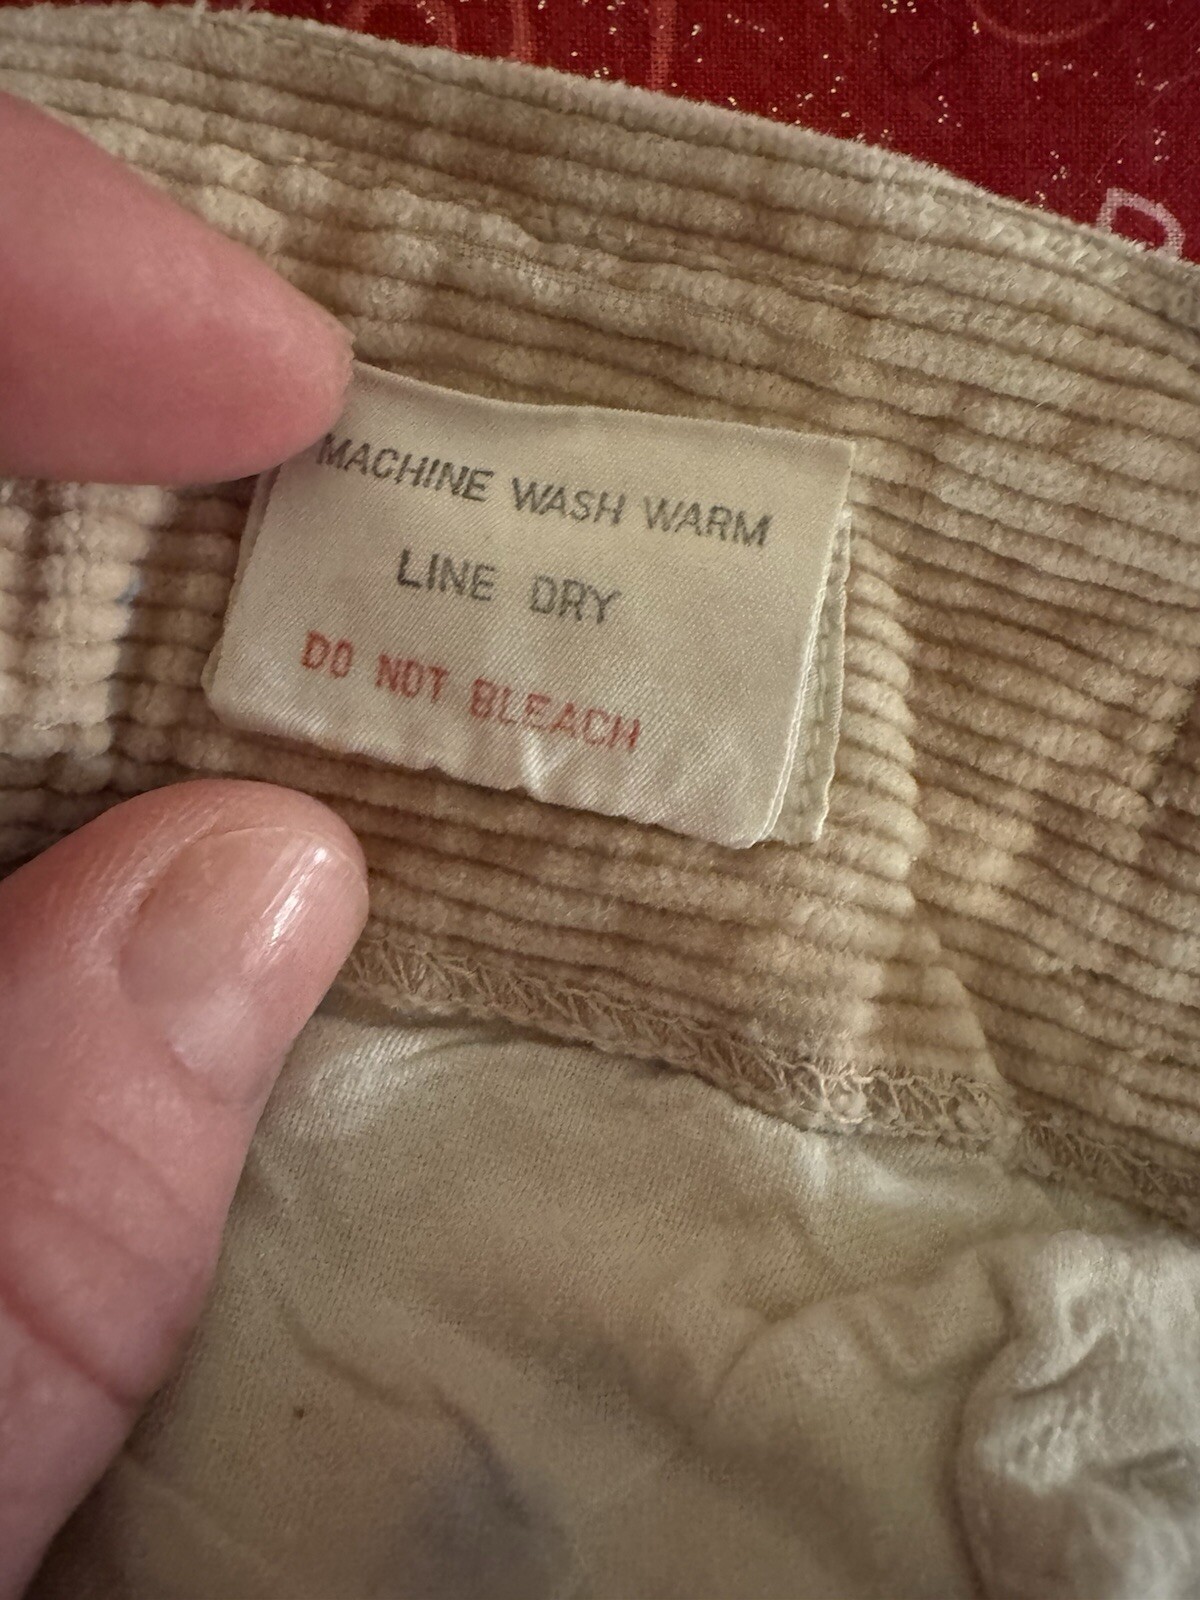 MACHINE WASH WARM
LINE DRY
DO NOT BLEACH